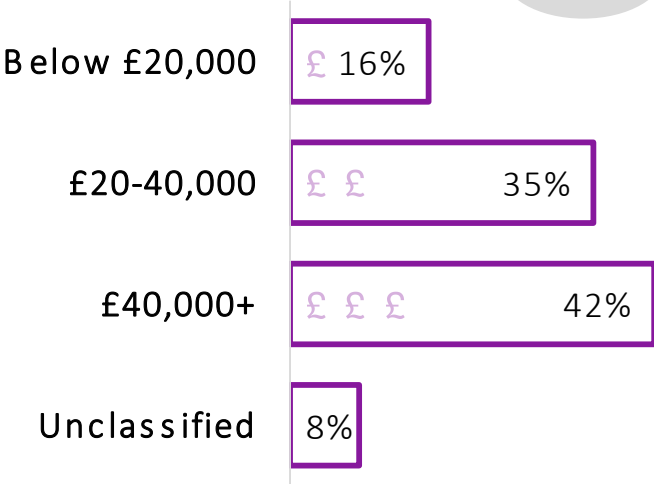 Below £20,000 £ 16%
£20-40,000 £ £ 35%
£40,000+ £ £ £ 42%
Unclassified 8%